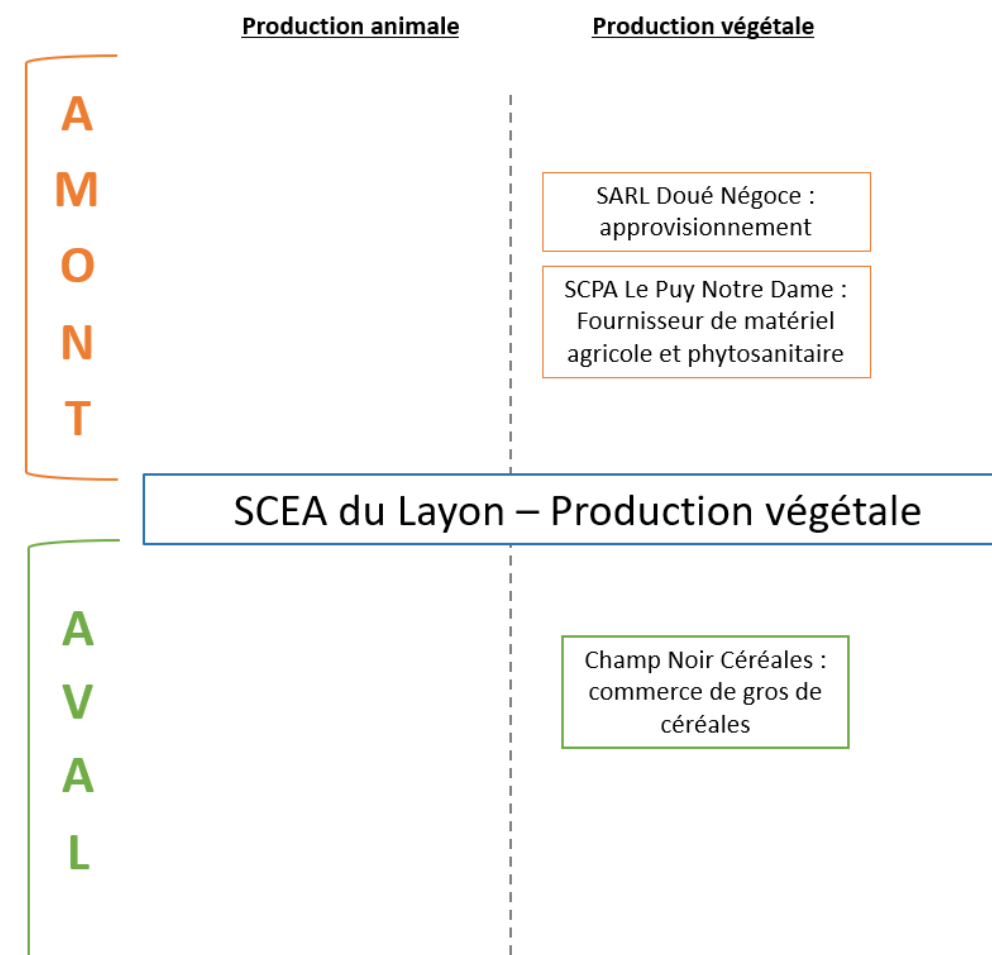 Production animale
Production végétale
A
M
O
N
T
SARL Doué Négoce :
approvisionnement
SCPA Le Puy Notre Dame :
Fournisseur de matériel
agricole et phytosanitaire
SCEA du Layon – Production végétale
A
V
A
L
Champ Noir Céréales :
commerce de gros de
céréales